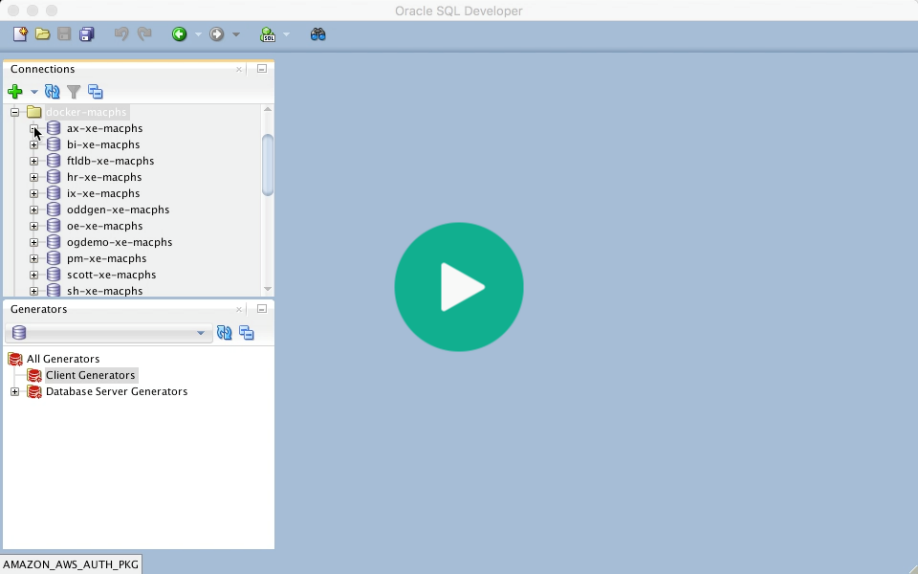 Oracle SQL Developer
SQL
Connections
docker-macphs
ax-xe-macphs
bi-xe-macphs
ftldb-xe-macphs
hr-xe-macphs
ix-xe-macphs
oddgen-xe-macphs
oe-xe-macphs
ogdemo-xe-macphs
pm-xe-macphs
scott-xe-macphs
sh-xe-macphs
Generators
All Generators
Client Generators
Database Server Generators
AMAZON_AWS_AUTH_PKG